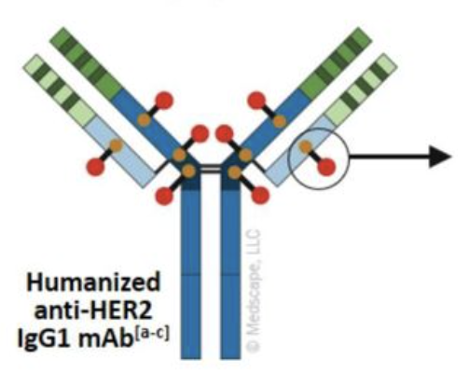 © Medscape, LLC
Humanized
anti-HER2
IgG1 mAb[a-c]